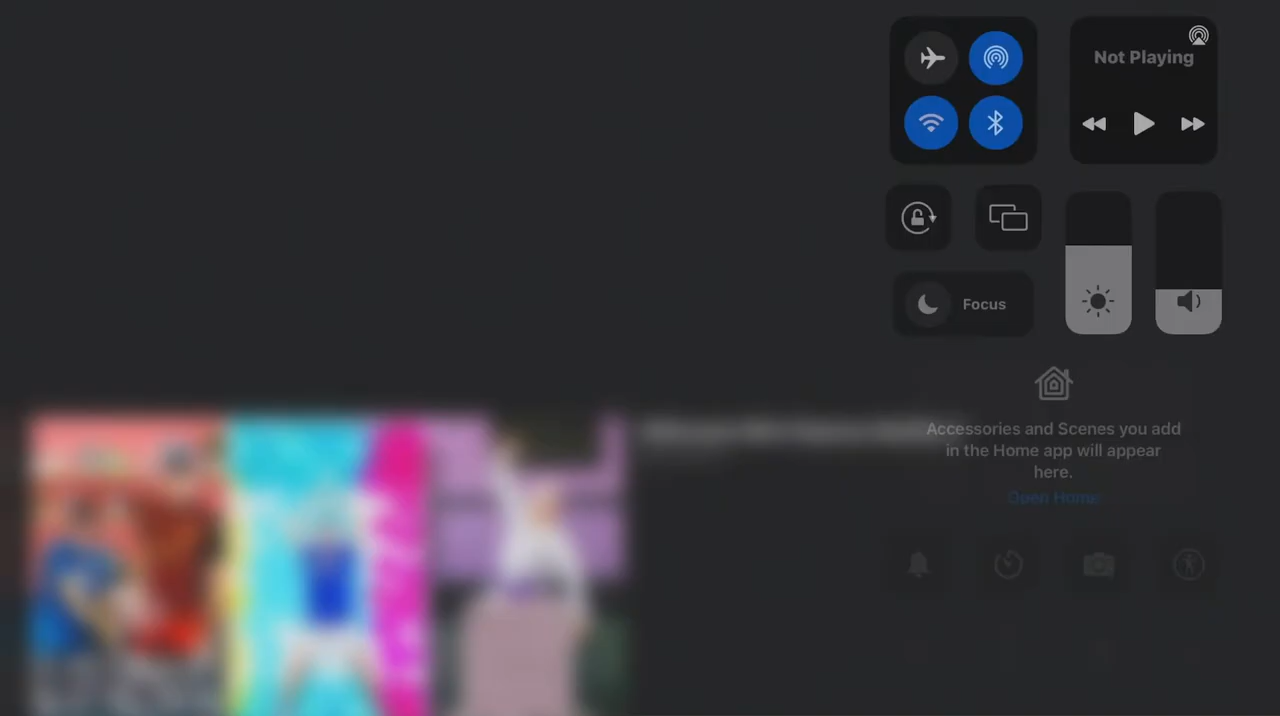 Not Playing
Focus
Accessories and Scenes you add
in the Home app will appear
here.
Open Home